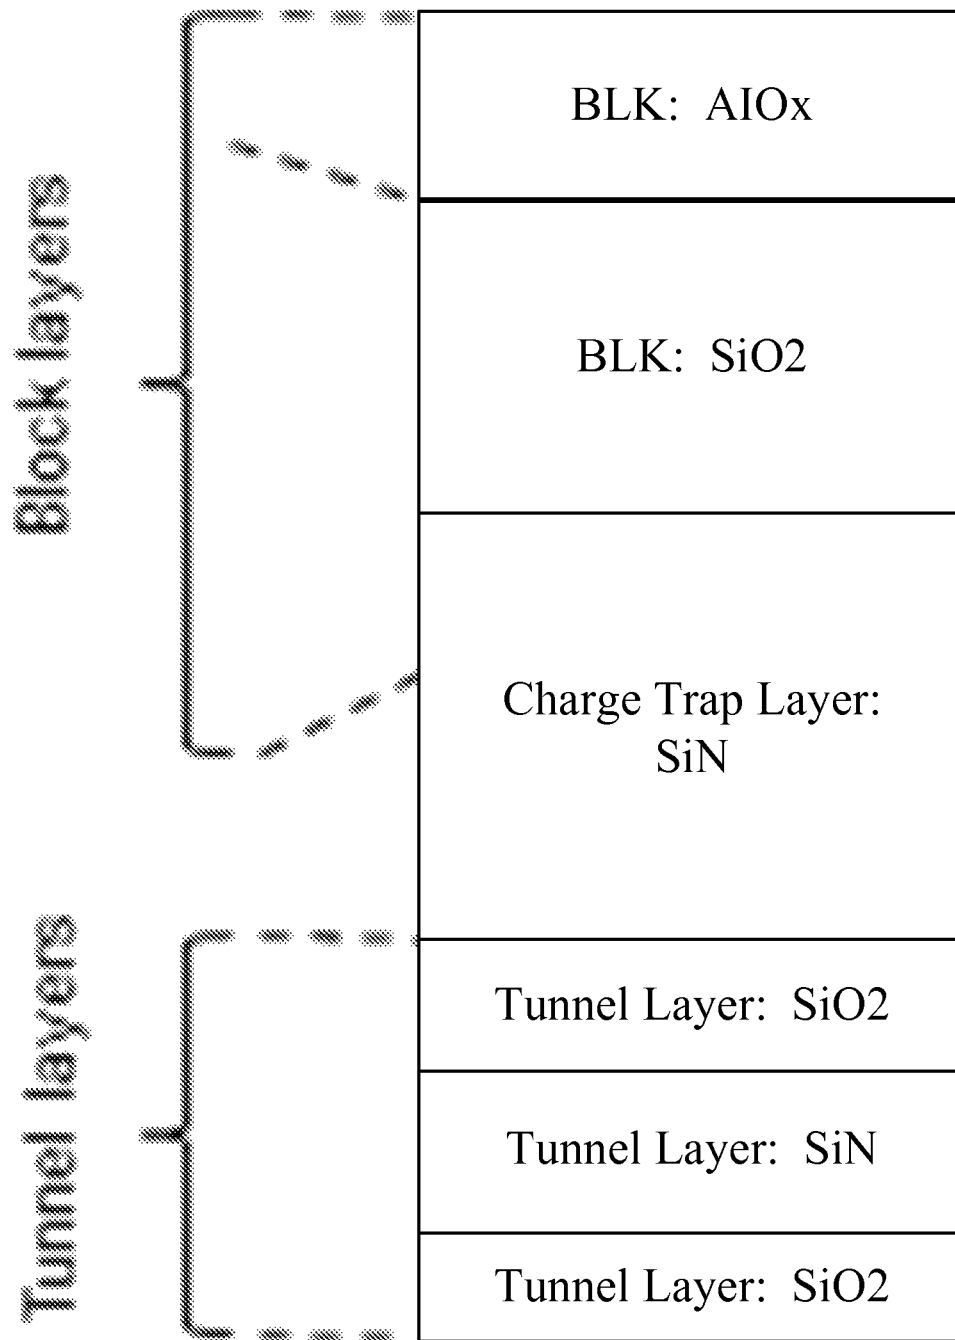 Block layers
BLK: AlOx
BLK: SiO2
Charge Trap Layer:
SiN
Tunnel layers
Tunnel Layer: SiO2
Tunnel Layer: SiN
Tunnel Layer: SiO2